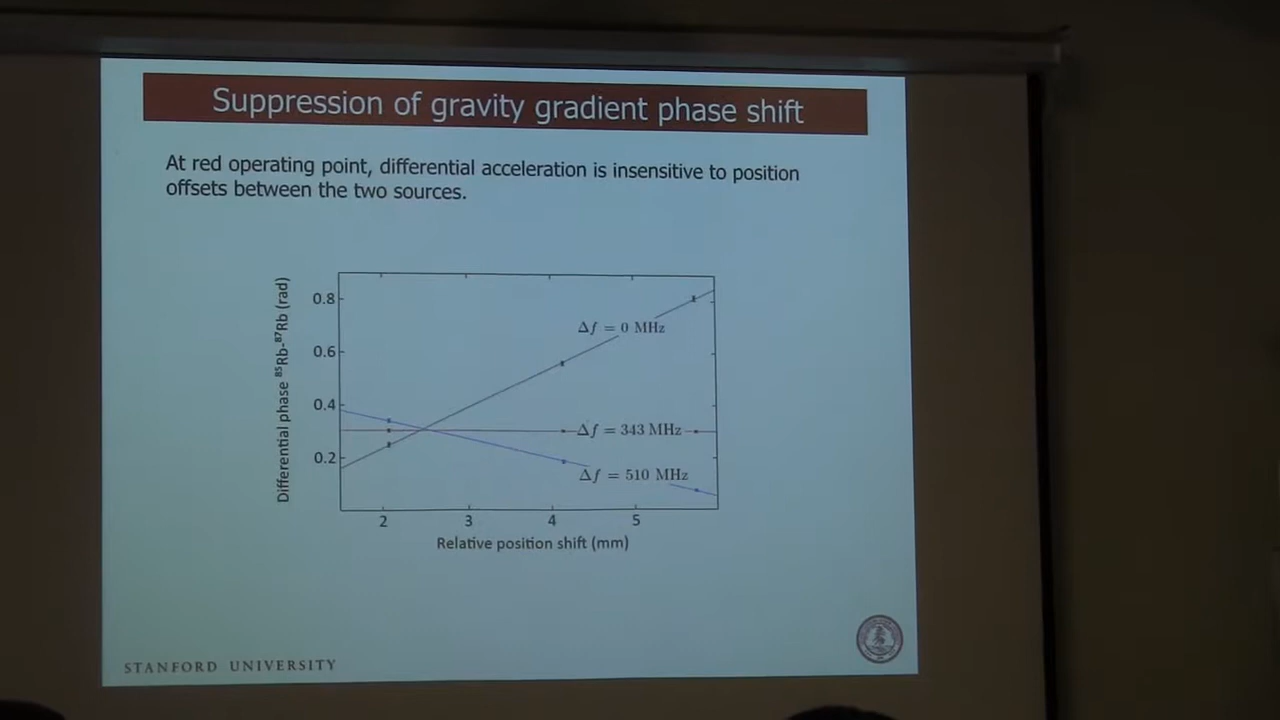 Suppression of gravity gradient phase shift
At red operating point, differential acceleration is insensitive to position
offsets between the two sources.
Differential phase ⁸⁵Rb-⁸⁷Rb (rad)
0.8
0.6
0.4
0.2
Δf = 0 MHz
Δf = 343 MHz
Δf = 510 MHz
2 3 4 5
Relative position shift (mm)
STANFORD UNIVERSITY